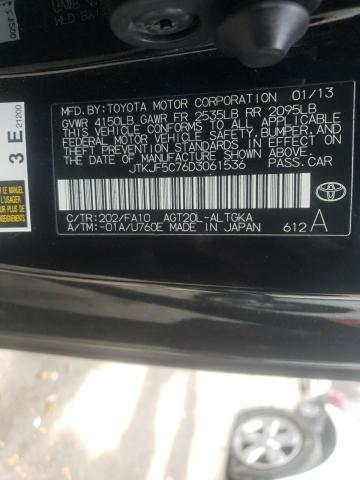 MFD. BY: TOYOTA MOTOR CORPORATION 01/13
GVWR 4150LB GAWR FR 2535LB RR 2095LB
THIS VEHICLE CONFORMS TO ALL APPLICABLE
FEDERAL MOTOR VEHICLE SAFETY, BUMPER, AND
THEFT PREVENTION STANDARDS IN EFFECT ON
THE DATE OF MANUFACTURE SHOWN ABOVE.
JTKJF5C76D3061536 PASS.CAR
C/TR:202/FA10 AGT20L-ALTGKA
A/TM:-01A/U760E MADE IN JAPAN 612 A
3 E 21200